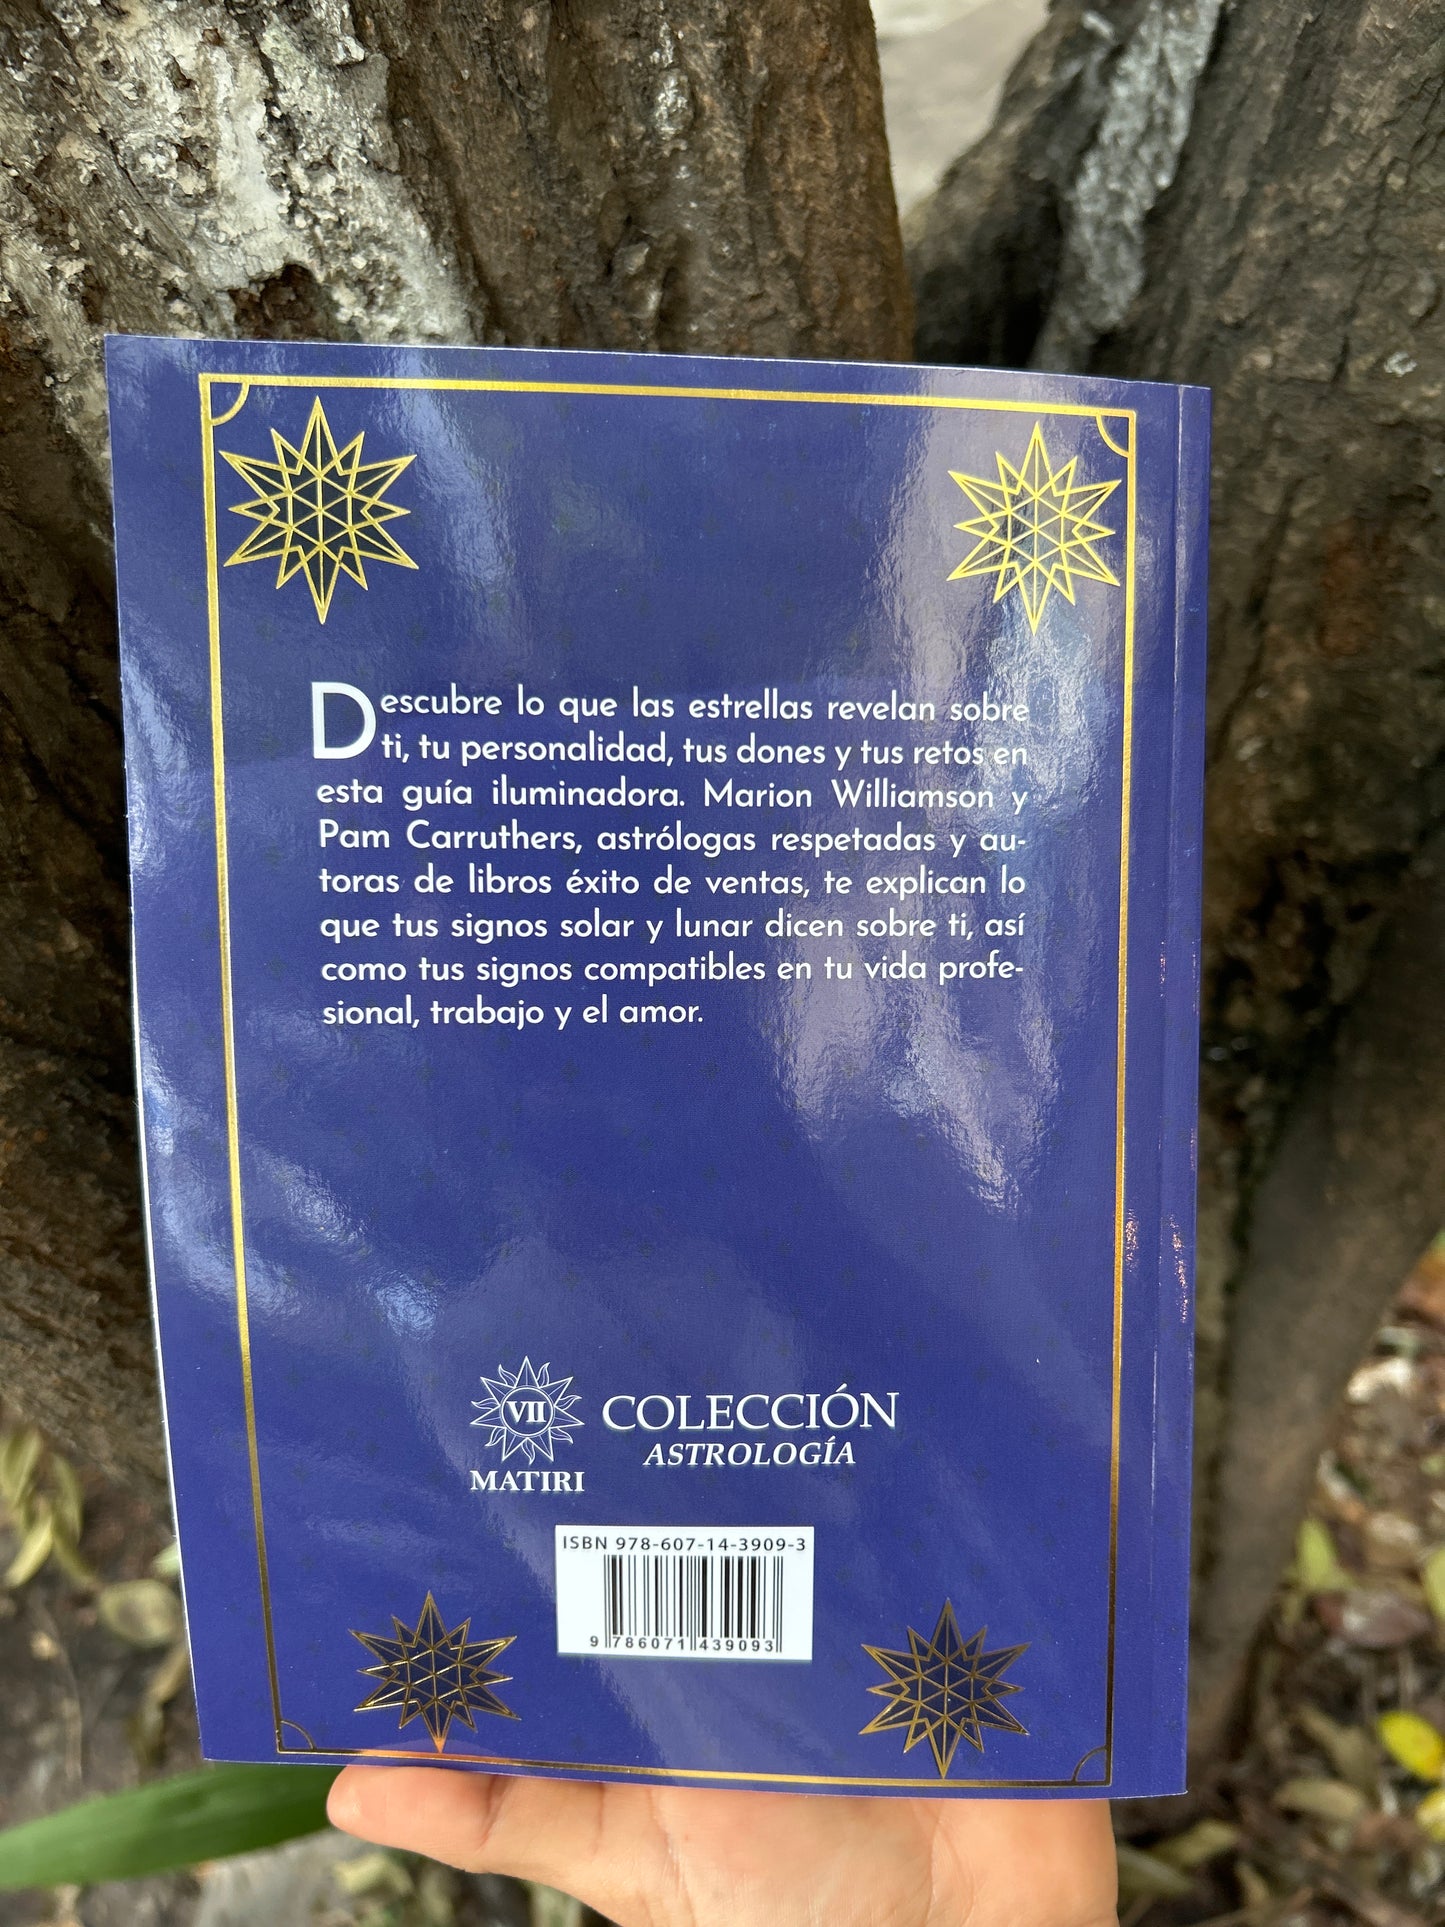 Descubre lo que las estrellas revelan sobre
ti, tu personalidad, tus dones y tus retos en
esta guía iluminadora. Marion Williamson y
Pam Carruthers, astrólogas respetadas y au-
toras de libros éxito de ventas, te explican lo
que tus signos solar y lunar dicen sobre ti, así
como tus signos compatibles en tu vida profe-
sional, trabajo y el amor.
VII
MATIRI
COLECCIÓN
ASTROLOGÍA
ISBN 978-607-14-3909-3
9 786071 439093